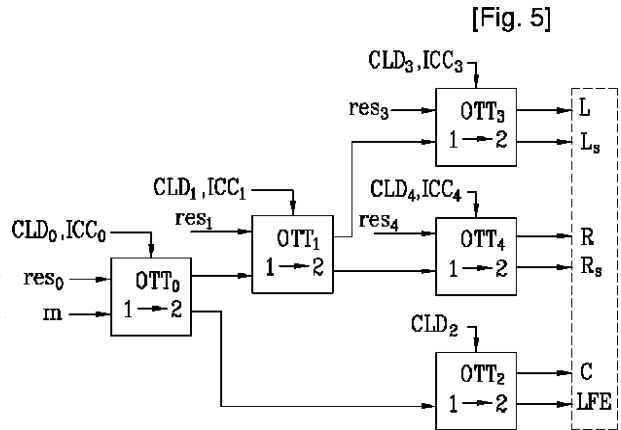 [Fig. 5]
CLD₃,ICC₃
res₃
OTT₃
1→2
L
Lₛ
CLD₁,ICC₁
res₁
OTT₁
1→2
CLD₄,ICC₄
res₄
OTT₄
1→2
R
Rₛ
CLD₀,ICC₀
res₀
m
OTT₀
1→2
CLD₂
OTT₂
1→2
C
LFE